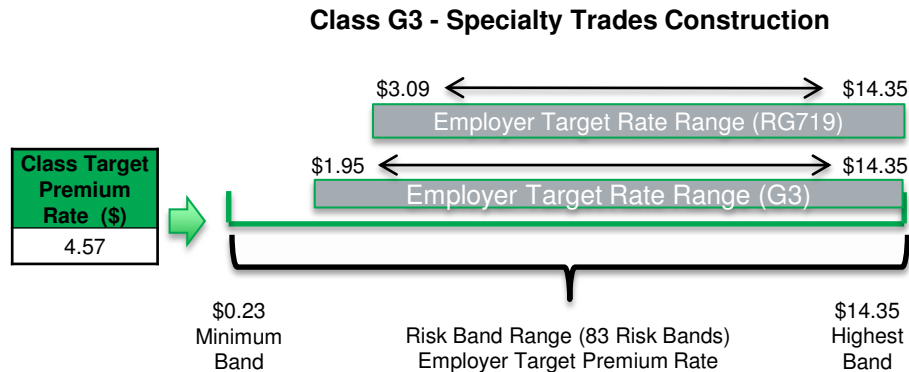 Class G3 - Specialty Trades Construction
$3.09 $14.35
Employer Target Rate Range (RG719)
$1.95 $14.35
Employer Target Rate Range (G3)
Class Target
Premium
Rate ($)
4.57
$0.23
Minimum
Band
Risk Band Range (83 Risk Bands)
Employer Target Premium Rate
$14.35
Highest
Band